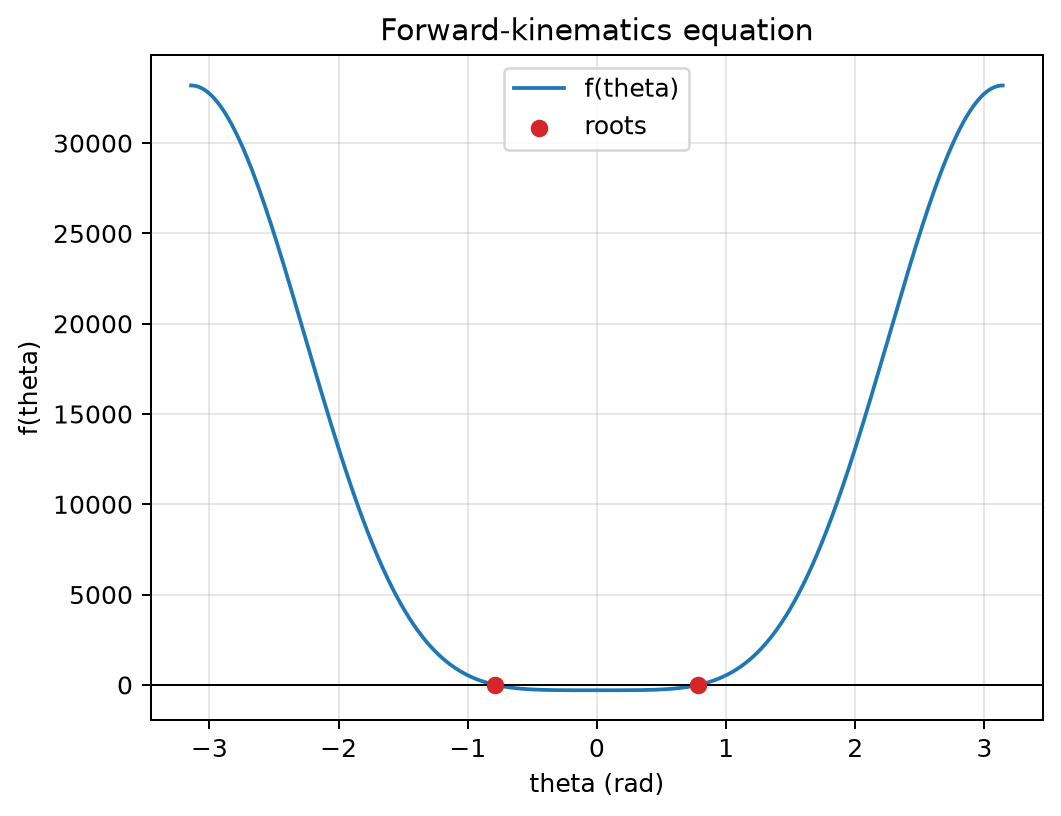 Forward-kinematics equation
f(theta)
roots
30000
25000
20000
15000
10000
5000
0
f(theta)
−3
−2
−1
0
1
2
3
theta (rad)